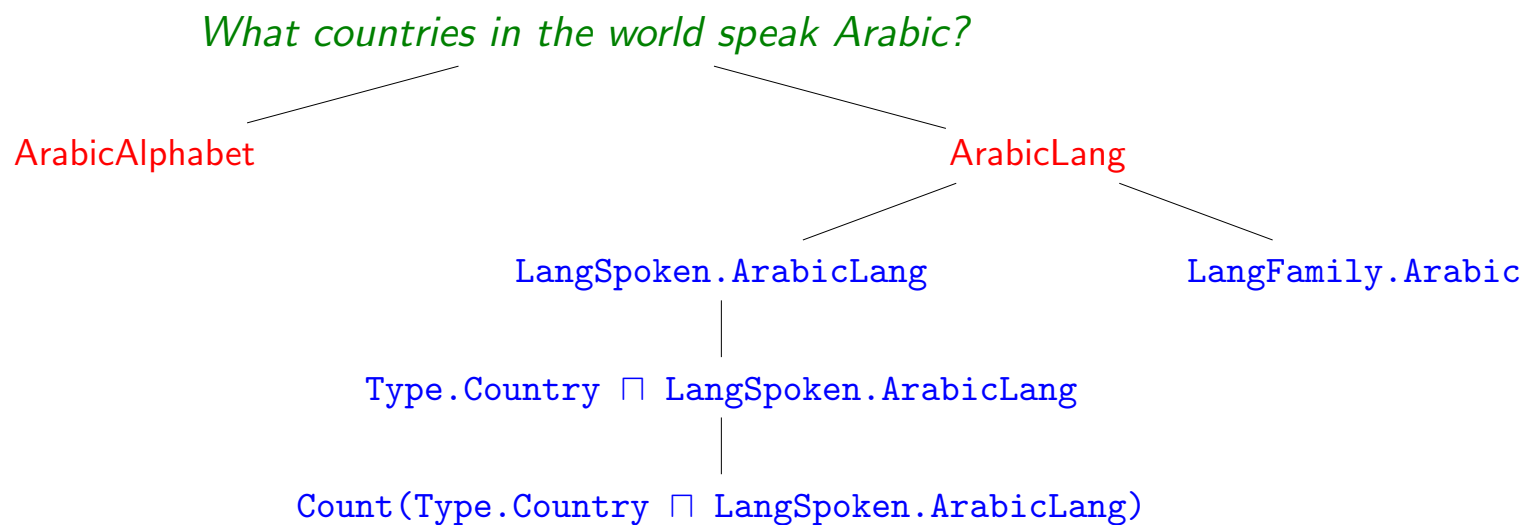 What countries in the world speak Arabic?
ArabicAlphabet
ArabicLang
LangSpoken.ArabicLang
LangFamily.Arabic
Type.Country ⊓ LangSpoken.ArabicLang
Count(Type.Country ⊓ LangSpoken.ArabicLang)